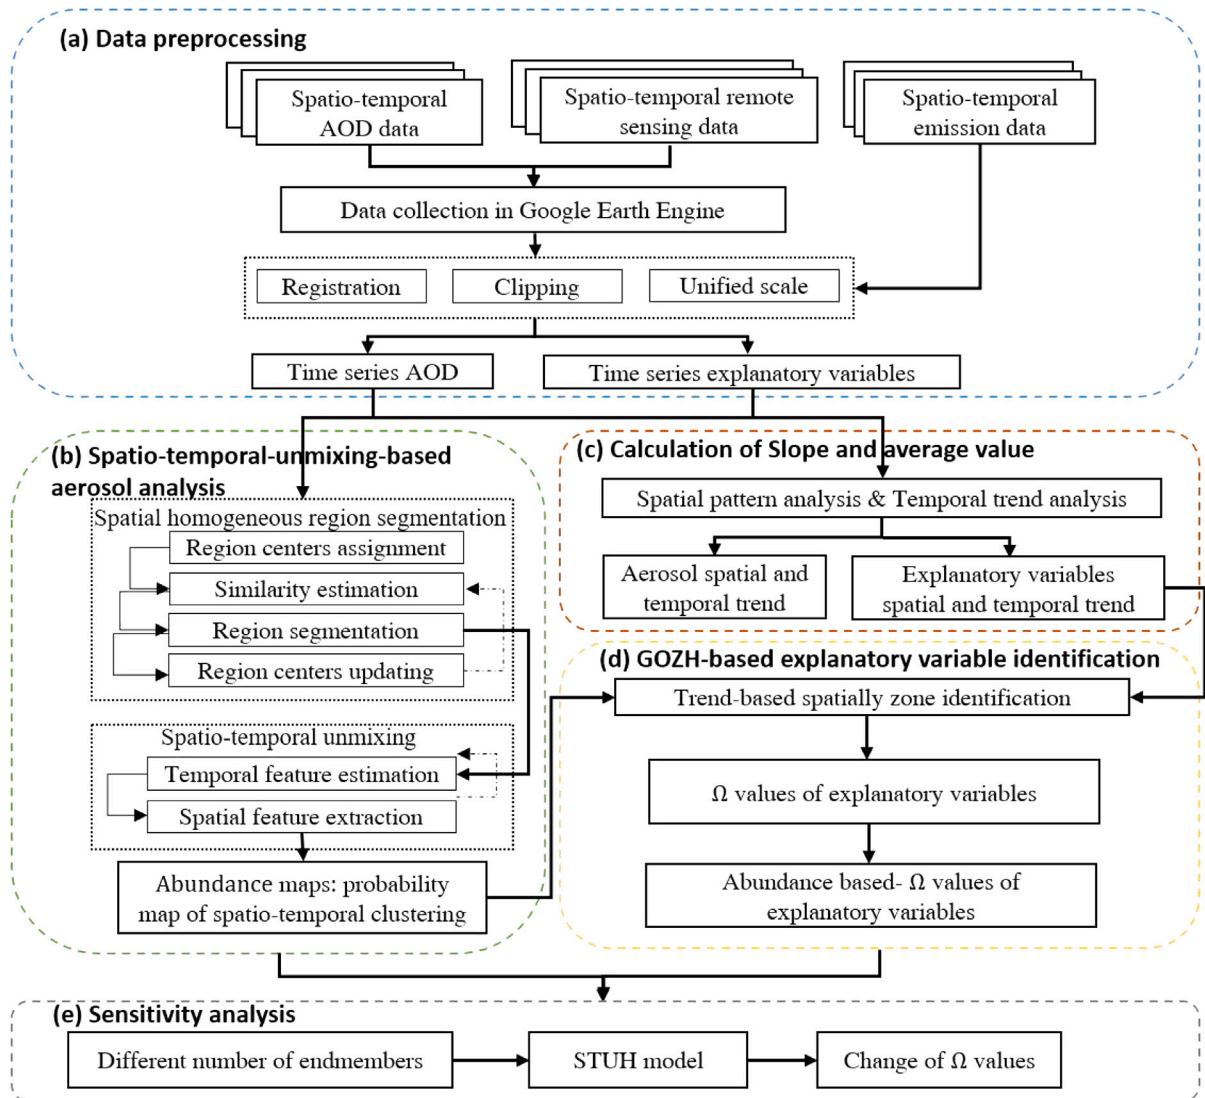 (a) Data preprocessing
Spatio-temporal
AOD data
Spatio-temporal remote
sensing data
Spatio-temporal
emission data
Data collection in Google Earth Engine
Registration
Clipping
Unified scale
Time series AOD
Time series explanatory variables
(b) Spatio-temporal-unmixing-based
aerosol analysis
Spatial homogeneous region segmentation
Region centers assignment
Similarity estimation
Region segmentation
Region centers updating
Spatio-temporal unmixing
Temporal feature estimation
Spatial feature extraction
Abundance maps: probability
map of spatio-temporal clustering
(c) Calculation of Slope and average value
Spatial pattern analysis & Temporal trend analysis
Aerosol spatial and
temporal trend
Explanatory variables
spatial and temporal trend
(d) GOZH-based explanatory variable identification
Trend-based spatially zone identification
Ω values of explanatory variables
Abundance based- Ω values of
explanatory variables
(e) Sensitivity analysis
Different number of endmembers
STUH model
Change of Ω values